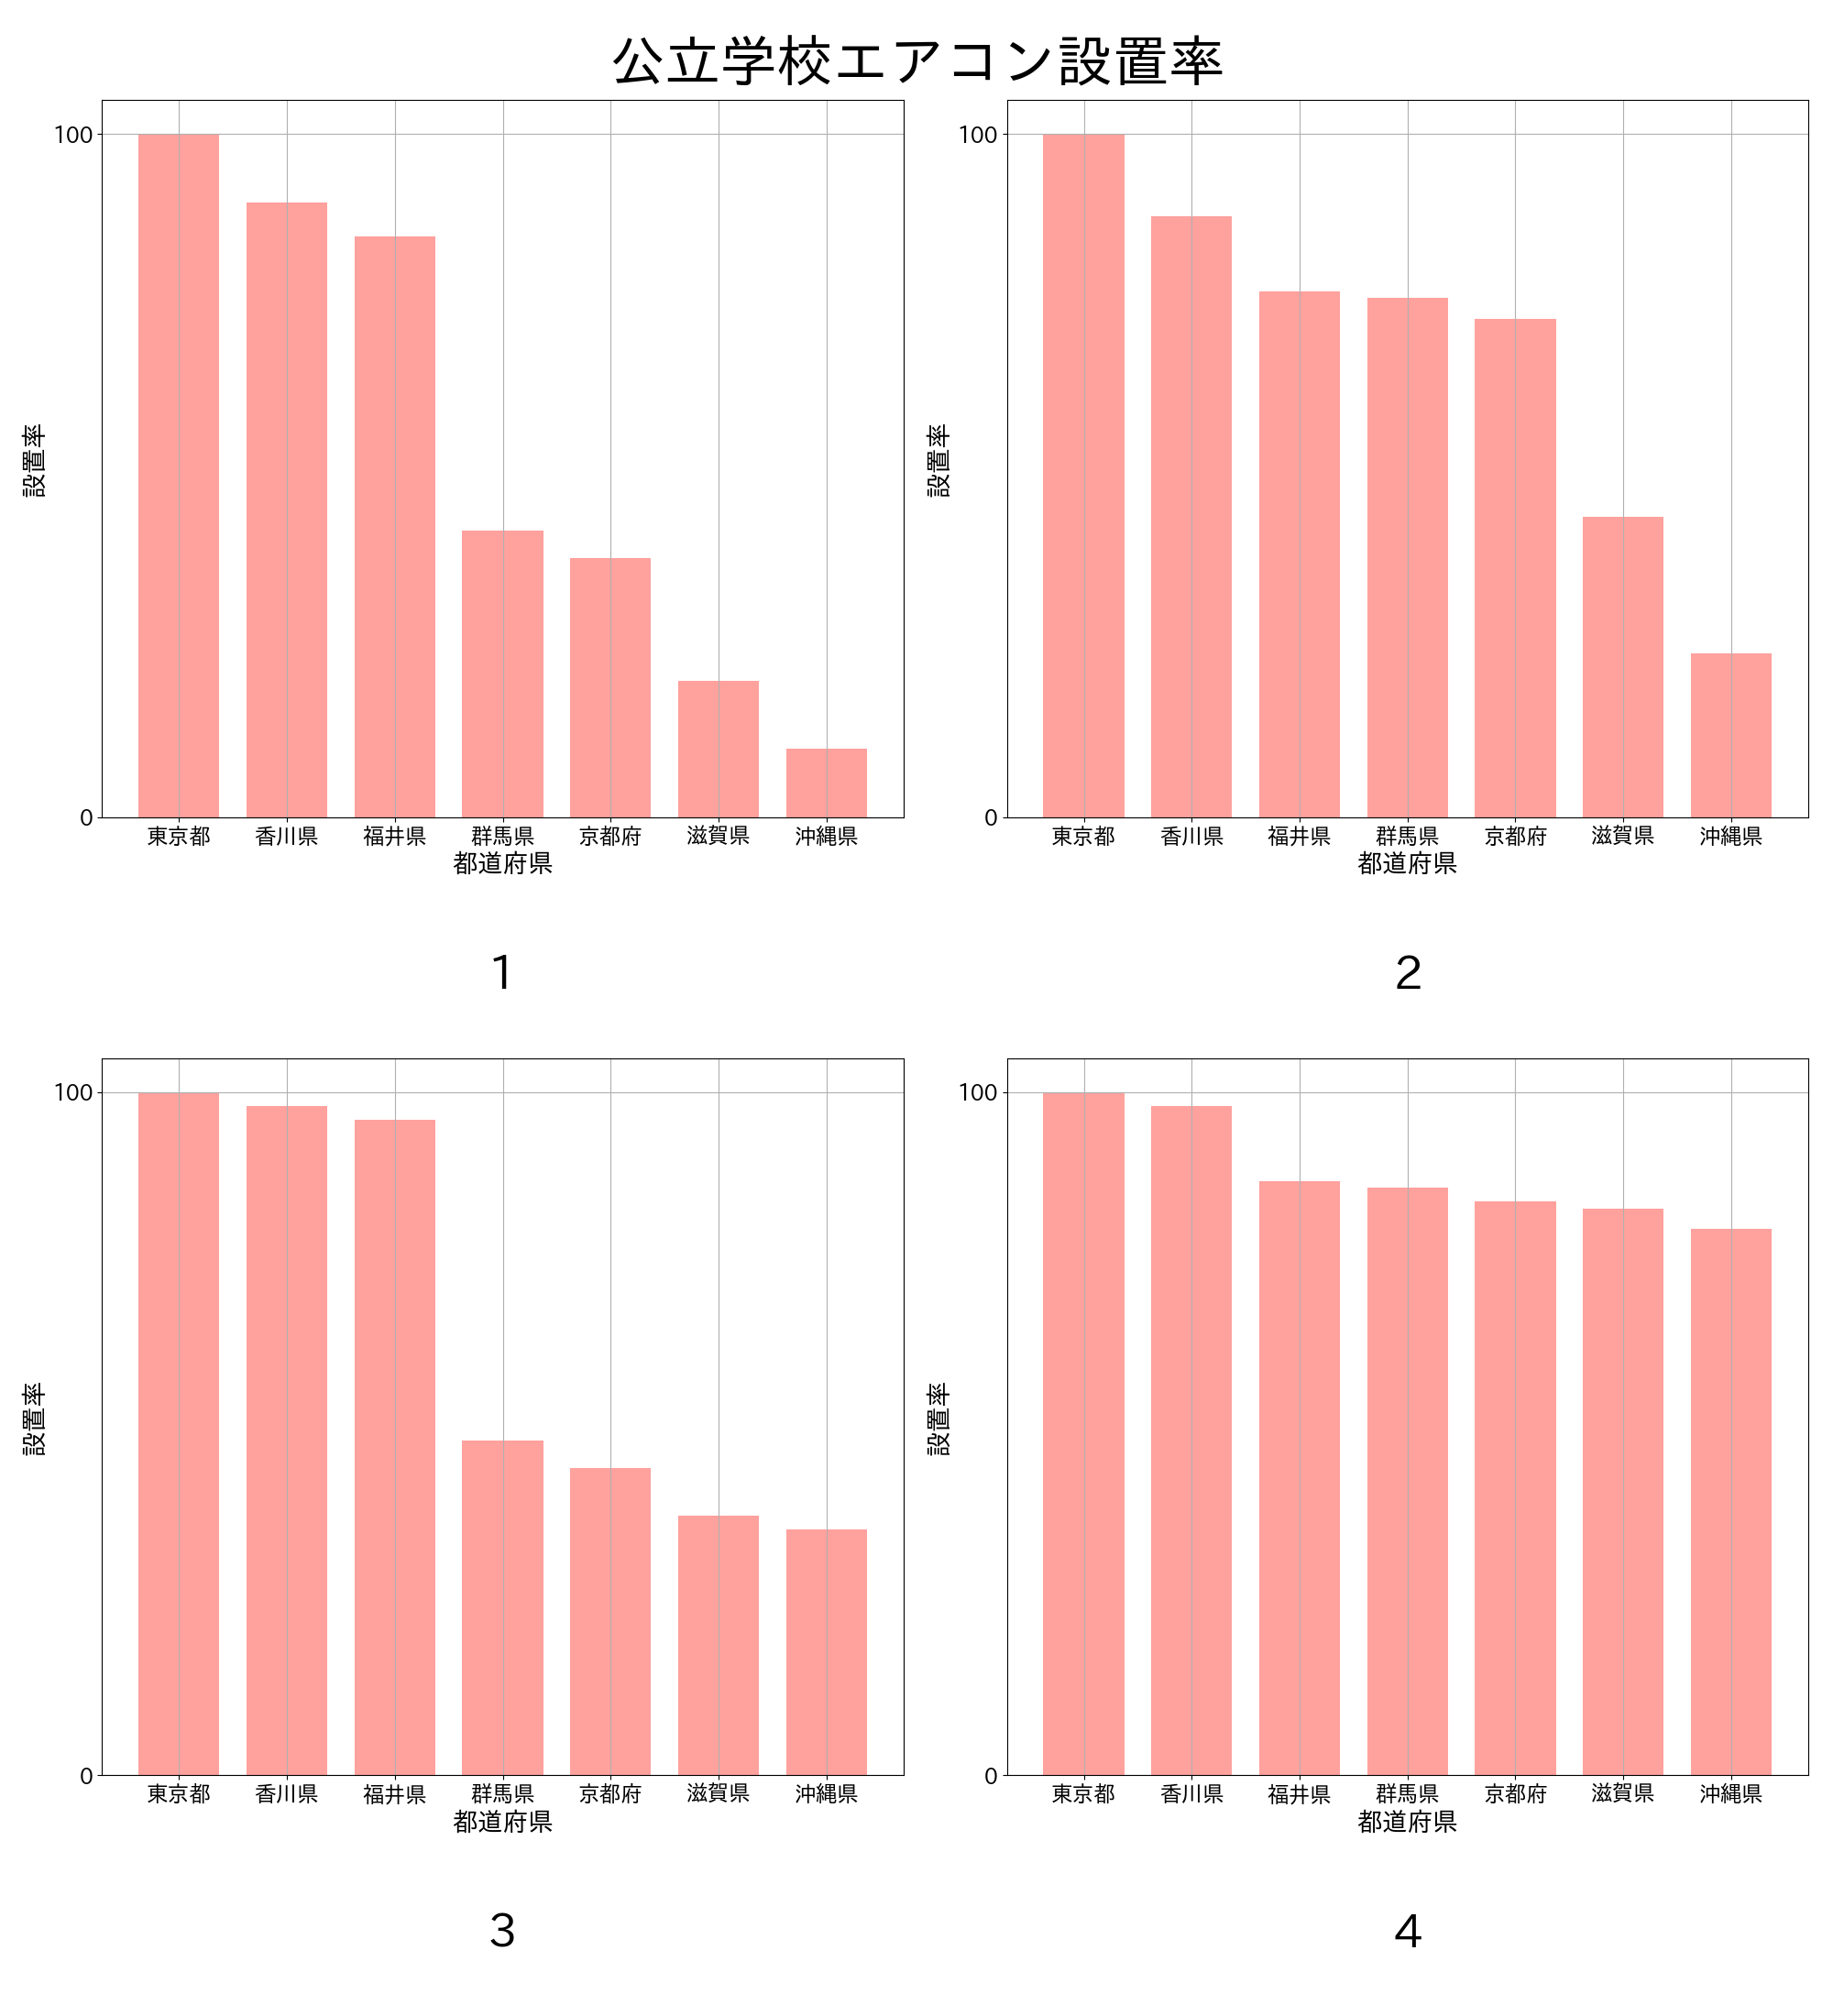 公立学校エアコン設置率
100
設置率
0
東京都 香川県 福井県 群馬県 京都府 滋賀県 沖縄県
都道府県
1
100
設置率
0
東京都 香川県 福井県 群馬県 京都府 滋賀県 沖縄県
都道府県
2
100
設置率
0
東京都 香川県 福井県 群馬県 京都府 滋賀県 沖縄県
都道府県
3
100
設置率
0
東京都 香川県 福井県 群馬県 京都府 滋賀県 沖縄県
都道府県
4